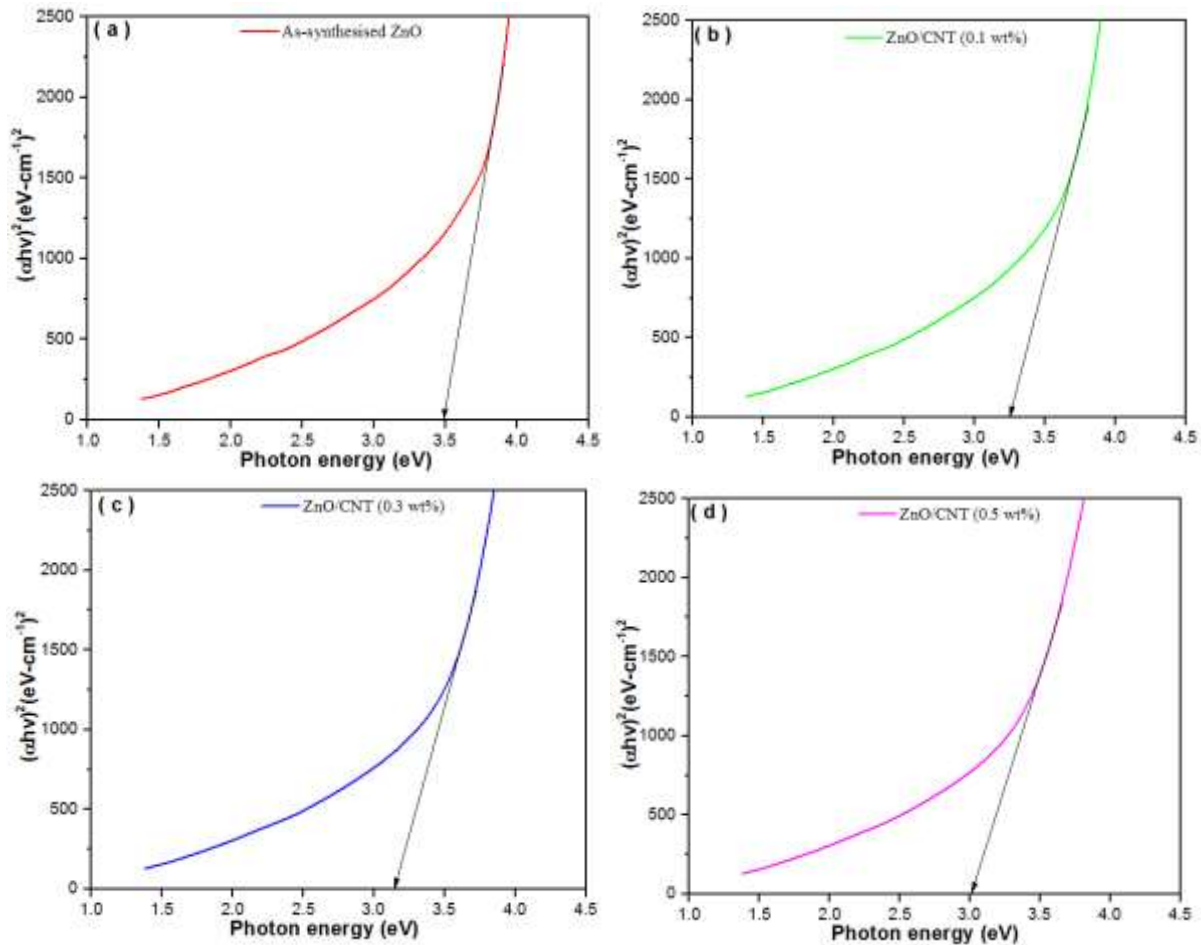 ( a )
As-synthesised ZnO
2500
2000
1500
1000
500
0
(αhν)²(eV-cm⁻¹)²
1.0 1.5 2.0 2.5 3.0 3.5 4.0 4.5
Photon energy (eV)
( b )
ZnO/CNT (0.1 wt%)
2500
2000
1500
1000
500
0
(αhν)²(eV-cm⁻¹)²
1.0 1.5 2.0 2.5 3.0 3.5 4.0 4.5
Photon energy (eV)
( c )
ZnO/CNT (0.3 wt%)
2500
2000
1500
1000
500
0
(αhν)²(eV-cm⁻¹)²
1.0 1.5 2.0 2.5 3.0 3.5 4.0 4.5
Photon energy (eV)
( d )
ZnO/CNT (0.5 wt%)
2500
2000
1500
1000
500
0
(αhν)²(eV-cm⁻¹)²
1.0 1.5 2.0 2.5 3.0 3.5 4.0 4.5
Photon energy (eV)